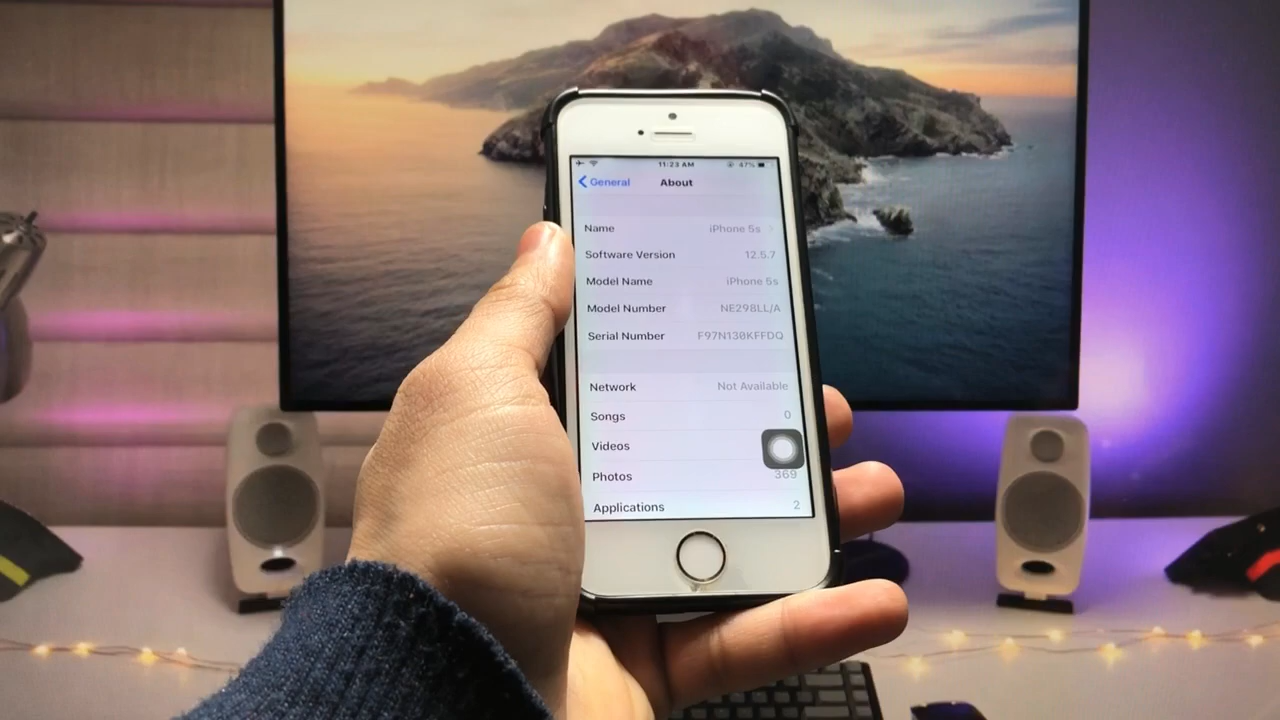 11:23 AM 47%
General About
Name iPhone 5s
Software Version 12.5.7
Model Name iPhone 5s
Model Number NE298LL/A
Serial Number F97N130KFFDQ
Network Not Available
Songs 0
Videos
Photos 369
Applications 2